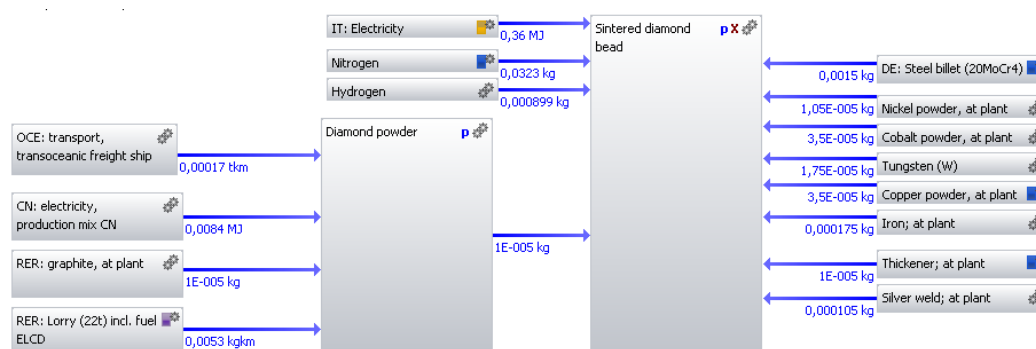 IT: Electricity
0,36 MJ
Nitrogen
0,0323 kg
Hydrogen
0,000899 kg
Sintered diamond
bead
p X
DE: Steel billet (20MoCr4)
0,0015 kg
Nickel powder, at plant
1,05E-005 kg
Cobalt powder, at plant
3,5E-005 kg
Tungsten (W)
1,75E-005 kg
Copper powder, at plant
3,5E-005 kg
Iron; at plant
0,000175 kg
Thickener; at plant
1E-005 kg
Silver weld; at plant
0,000105 kg
Diamond powder
p
1E-005 kg
OCE: transport,
transoceanic freight ship
0,00017 tkm
CN: electricity,
production mix CN
0,0084 MJ
RER: graphite, at plant
1E-005 kg
RER: Lorry (22t) incl. fuel
ELCD
0,0053 kgkm